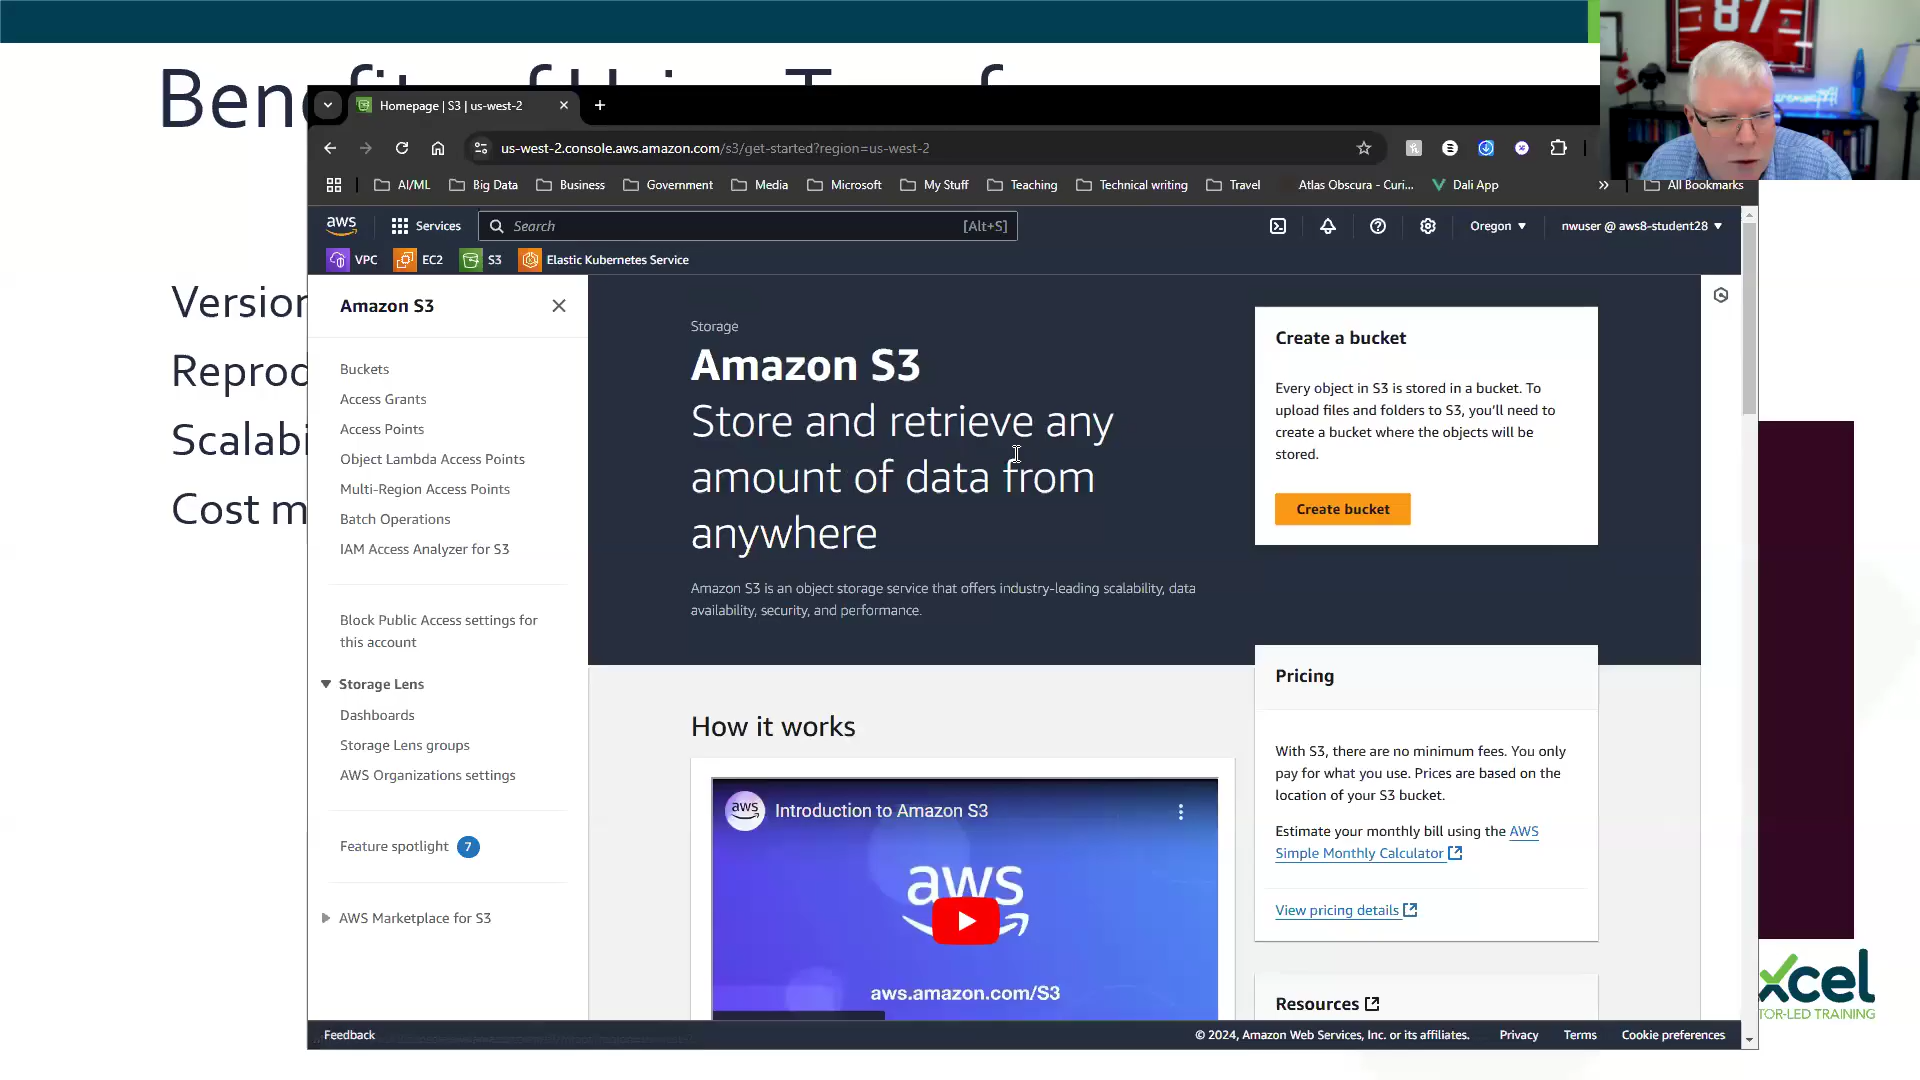 87
Homepage | S3 | us-west-2
us-west-2.console.aws.amazon.com/s3/get-started?region=us-west-2
AI/ML Big Data Business Government Media Microsoft My Stuff Teaching Technical writing Travel Atlas Obscura - Curi... Dali App » All Bookmarks
aws Services Search [Alt+S] Oregon nwuser @ aws8-student28
VPC EC2 S3 Elastic Kubernetes Service
Amazon S3
Buckets
Access Grants
Access Points
Object Lambda Access Points
Multi-Region Access Points
Batch Operations
IAM Access Analyzer for S3
Block Public Access settings for
this account
Storage Lens
Dashboards
Storage Lens groups
AWS Organizations settings
Feature spotlight 7
AWS Marketplace for S3
Storage
Amazon S3
Store and retrieve any
amount of data from
anywhere
Amazon S3 is an object storage service that offers industry-leading scalability, data
availability, security, and performance.
Create a bucket
Every object in S3 is stored in a bucket. To
upload files and folders to S3, you'll need to
create a bucket where the objects will be
stored.
Create bucket
How it works
aws Introduction to Amazon S3
aws
aws.amazon.com/S3
Pricing
With S3, there are no minimum fees. You only
pay for what you use. Prices are based on the
location of your S3 bucket.
Estimate your monthly bill using the AWS
Simple Monthly Calculator
View pricing details
Resources
Feedback © 2024, Amazon Web Services, Inc. or its affiliates. Privacy Terms Cookie preferences
Version
Reprod
Scalabi
Cost m
xcel
TOR-LED TRAINING